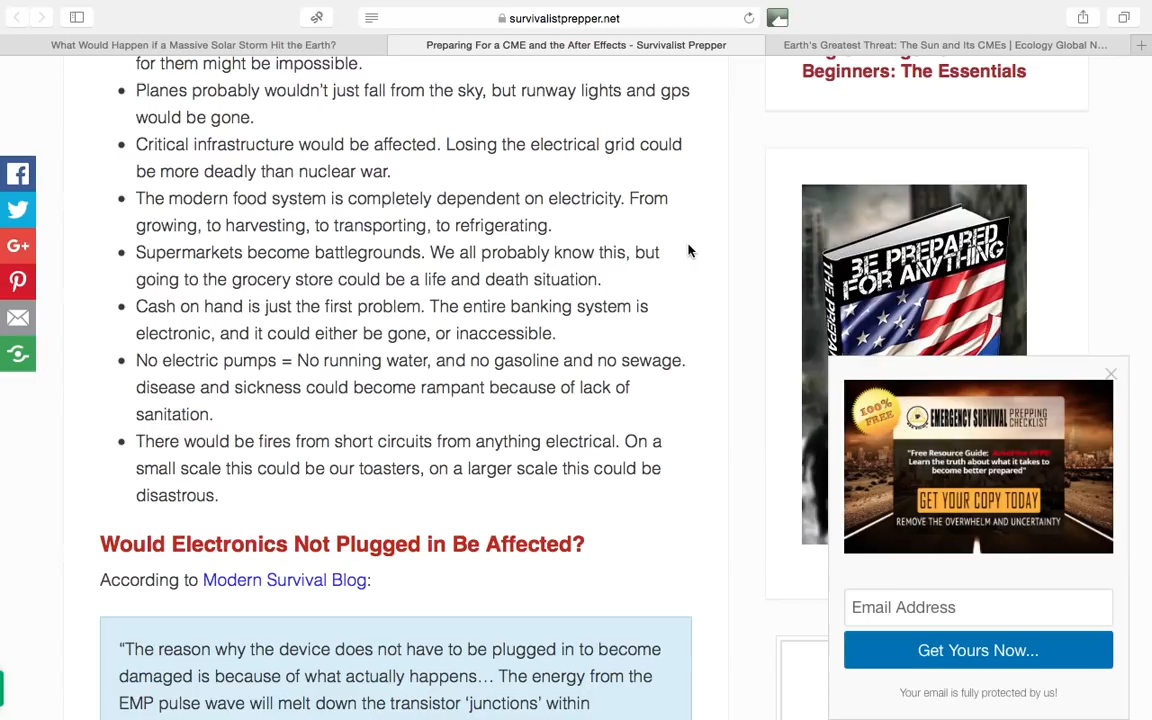 survivalistprepper.net
What Would Happen if a Massive Solar Storm Hit the Earth?
Preparing For a CME and the After Effects - Survivalist Prepper
Earth's Greatest Threat: The Sun and Its CMEs | Ecology Global N...
for them might be impossible.
Planes probably wouldn't just fall from the sky, but runway lights and gps
would be gone.
Critical infrastructure would be affected. Losing the electrical grid could
be more deadly than nuclear war.
The modern food system is completely dependent on electricity. From
growing, to harvesting, to transporting, to refrigerating.
Supermarkets become battlegrounds. We all probably know this, but
going to the grocery store could be a life and death situation.
Cash on hand is just the first problem. The entire banking system is
electronic, and it could either be gone, or inaccessible.
No electric pumps = No running water, and no gasoline and no sewage.
disease and sickness could become rampant because of lack of
sanitation.
There would be fires from short circuits from anything electrical. On a
small scale this could be our toasters, on a larger scale this could be
disastrous.
Would Electronics Not Plugged in Be Affected?
According to Modern Survival Blog:
“The reason why the device does not have to be plugged in to become
damaged is because of what actually happens… The energy from the
EMP pulse wave will melt down the transistor ‘junctions’ within
Beginners: The Essentials
BE PREPARED
FOR ANYTHING
THE PREPA
100%
FREE
EMERGENCY SURVIVAL PREPPING
CHECKLIST
"Free Resource Guide:
Learn the truth about what it takes to
become better prepared"
GET YOUR COPY TODAY
REMOVE THE OVERWHELM AND UNCERTAINTY
Email Address
Get Yours Now...
Your email is fully protected by us!